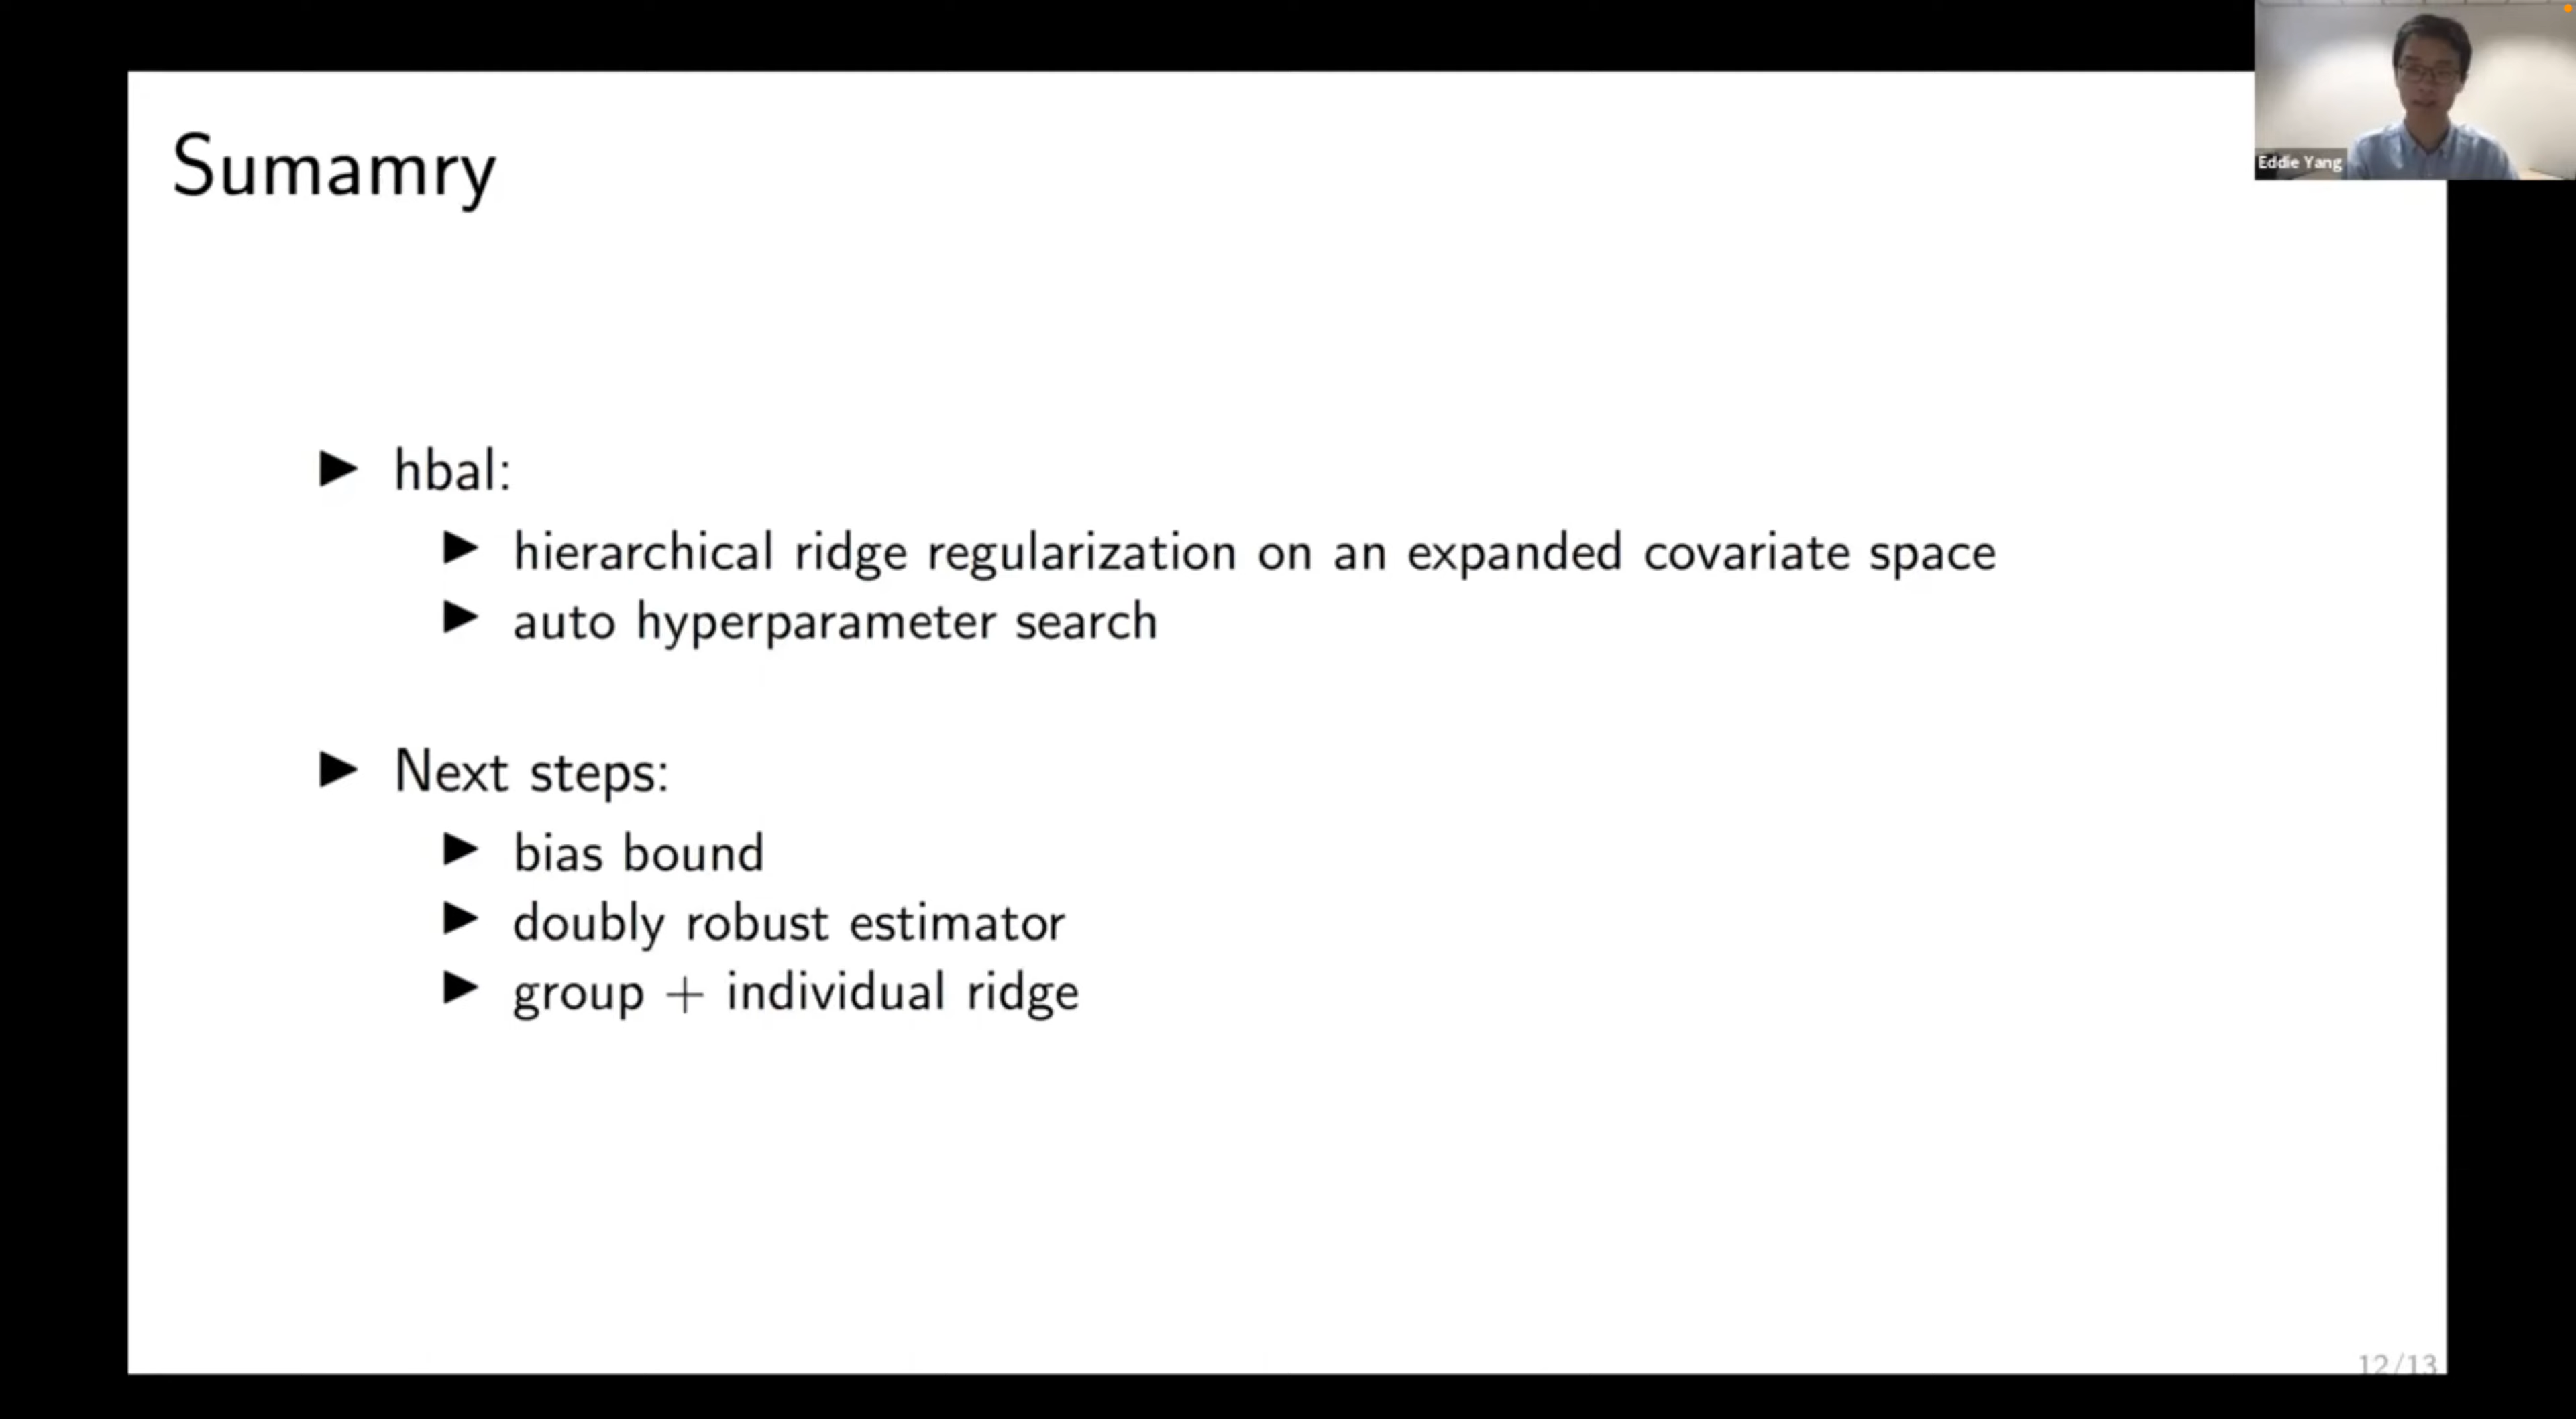 Eddie Yang
Sumamry
▶ hbal:
▶ hierarchical ridge regularization on an expanded covariate space
▶ auto hyperparameter search
▶ Next steps:
▶ bias bound
▶ doubly robust estimator
▶ group + individual ridge
12/13